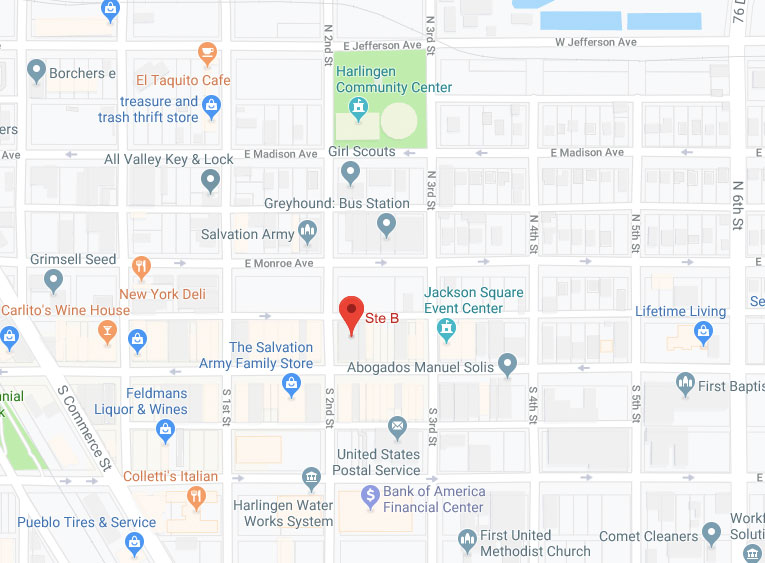 N 2nd St
N 3rd St
N 76
E Jefferson Ave
W Jefferson Ave
Borchers e
El Taquito Cafe
Harlingen
Community Center
treasure and
trash thrift store
ers
Ave
E Madison Ave
E Madison Ave
Girl Scouts
All Valley Key & Lock
N 3rd St
N 6th St
Greyhound: Bus Station
N 4th St
N 5th St
Salvation Army
Grimsell Seed
E Monroe Ave
New York Deli
Jackson Square
Event Center
Carlito's Wine House
Ste B
Lifetime Living
Se
The Salvation
Army Family Store
Abogados Manuel Solis
First Baptis
nial
k
S Commerce St
Feldmans
Liquor & Wines
S 1st St
S 2nd St
S 3rd St
S 4th St
S 5th St
United States
Postal Service
Colletti's Italian
E
Harlingen Water
Works System
Bank of America
Financial Center
Pueblo Tires & Service
First United
Methodist Church
Comet Cleaners
Workf
Solutio